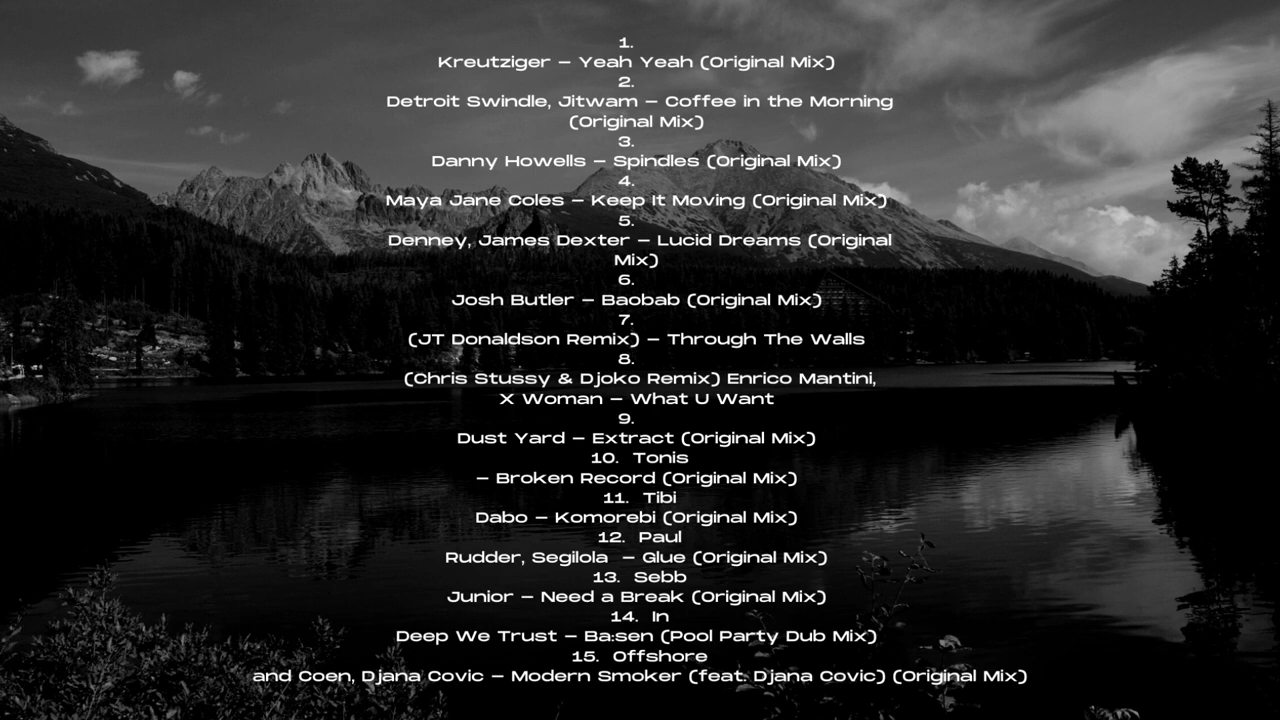 1.
Kreutziger – Yeah Yeah (Original Mix)
2.
Detroit Swindle, Jitwam – Coffee in the Morning
(Original Mix)
3.
Danny Howells – Spindles (Original Mix)
4.
Maya Jane Coles – Keep It Moving (Original Mix)
5.
Denney, James Dexter – Lucid Dreams (Original
Mix)
6.
Josh Butler – Baobab (Original Mix)
7.
(JT Donaldson Remix) – Through The Walls
8.
(Chris Stussy & Djoko Remix) Enrico Mantini,
X Woman – What U Want
9.
Dust Yard – Extract (Original Mix)
10. Tonis
– Broken Record (Original Mix)
11. Tibi
Dabo – Komorebi (Original Mix)
12. Paul
Rudder, Segilola – Glue (Original Mix)
13. Sebb
Junior – Need a Break (Original Mix)
14. In
Deep We Trust – Ba:sen (Pool Party Dub Mix)
15. Offshore
and Coen, Djana Covic – Modern Smoker (feat. Djana Covic) (Original Mix)